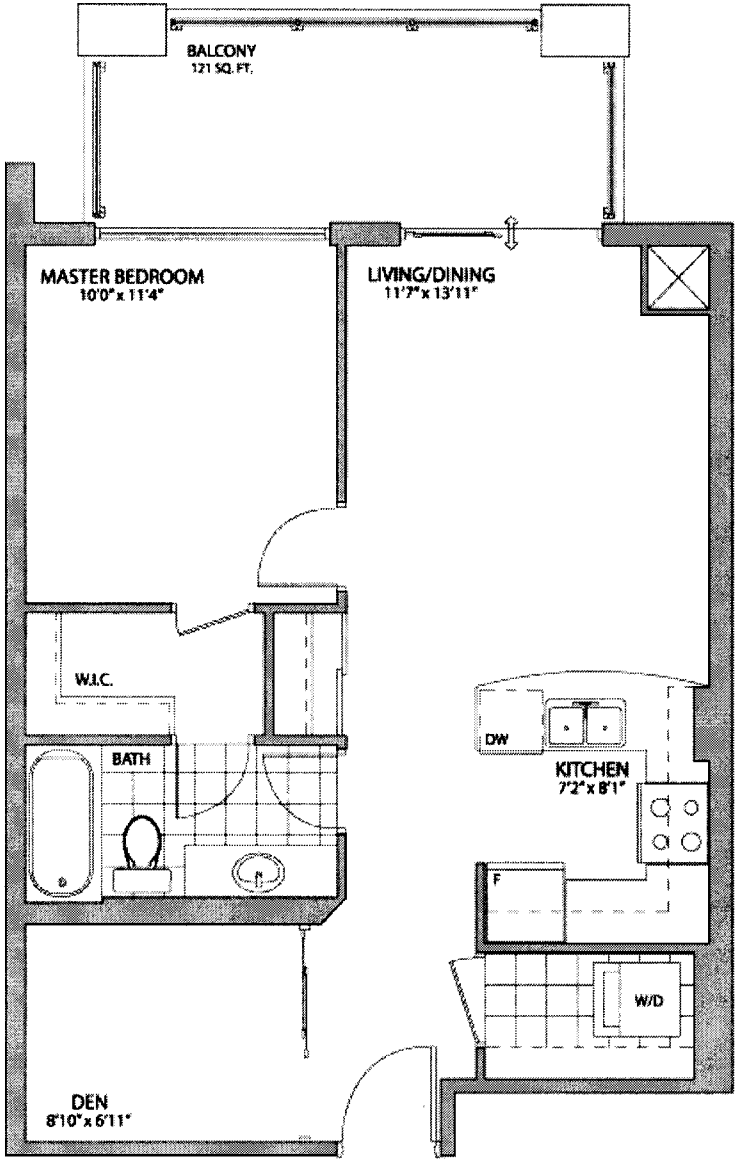 BALCONY
121 SQ. FT.
MASTER BEDROOM
10'0" x 11'4"
LIVING/DINING
11'7" x 13'11"
W.I.C.
BATH
DW
KITCHEN
7'2" x 8'1"
F
W/D
DEN
8'10" x 6'11"